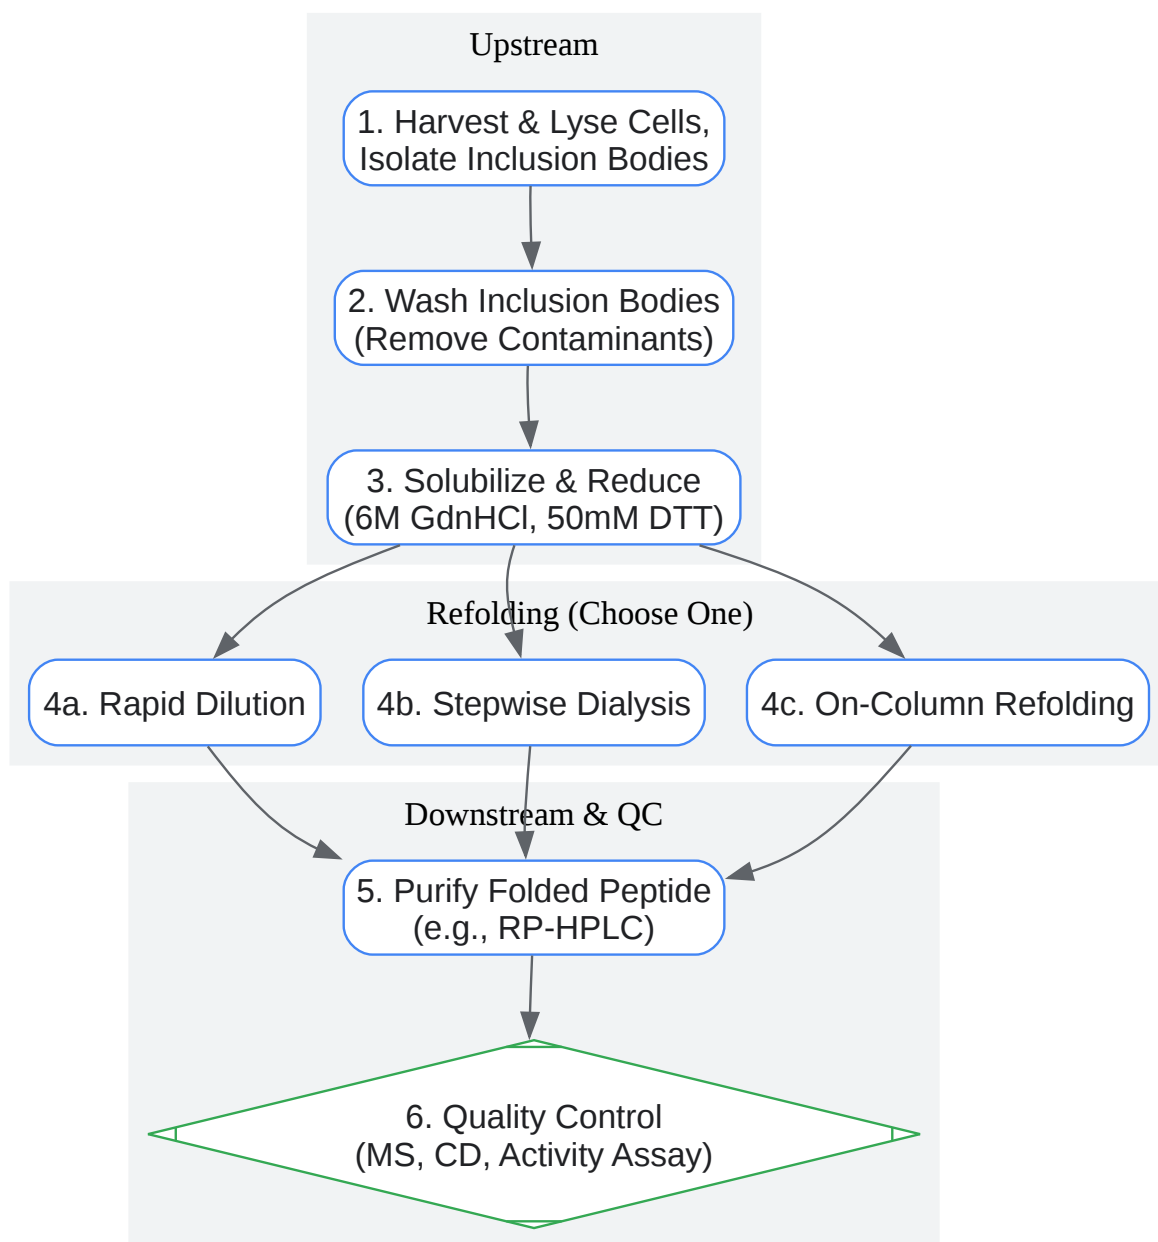 Upstream
1. Harvest & Lyse Cells,
Isolate Inclusion Bodies
2. Wash Inclusion Bodies
(Remove Contaminants)
3. Solubilize & Reduce
(6M GdnHCl, 50mM DTT)
Refolding (Choose One)
4a. Rapid Dilution
4b. Stepwise Dialysis
4c. On-Column Refolding
Downstream & QC
5. Purify Folded Peptide
(e.g., RP-HPLC)
6. Quality Control
(MS, CD, Activity Assay)